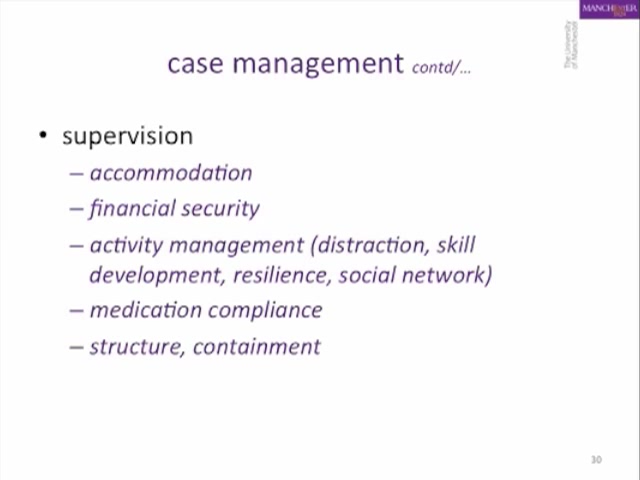 MANCHESTER
The University
of Manchester
case management contd/...
• supervision
– accommodation
– financial security
– activity management (distraction, skill
development, resilience, social network)
– medication compliance
– structure, containment
30